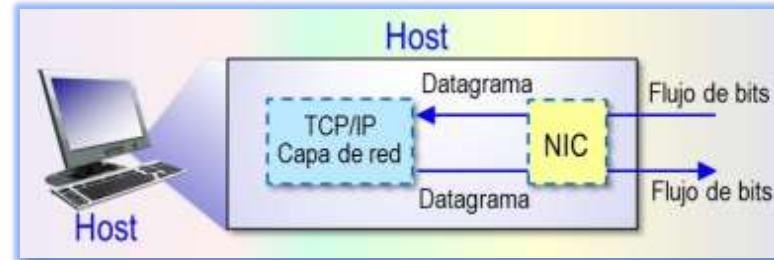 Host
Datagrama
Flujo de bits
TCP/IP
Capa de red
NIC
Datagrama
Flujo de bits
Host